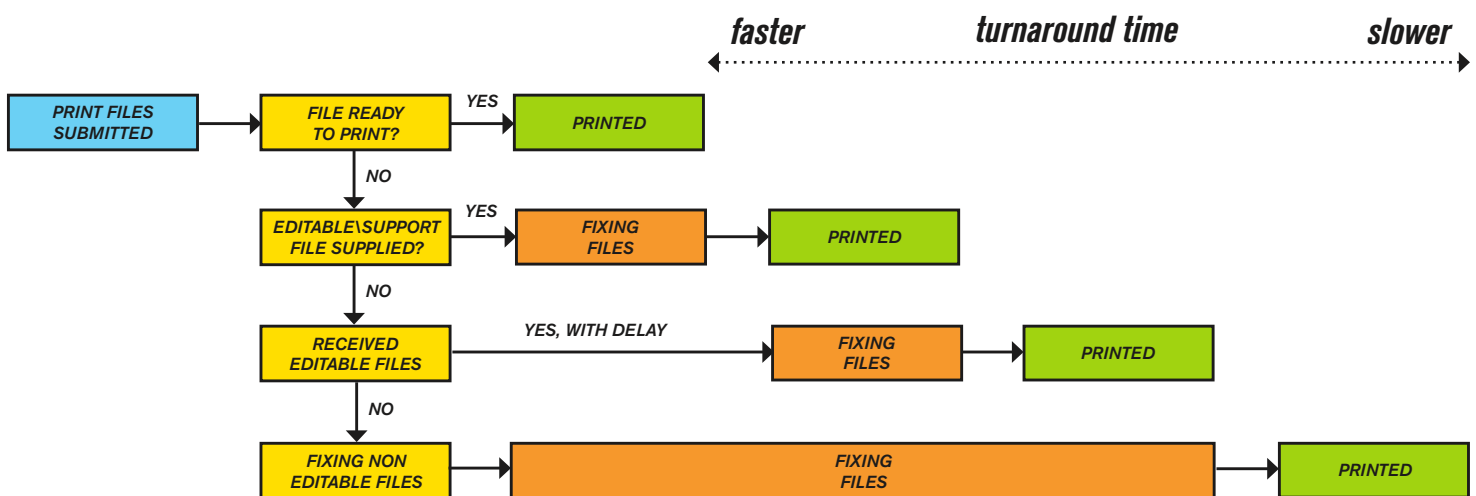 faster turnaround time slower
PRINT FILES
SUBMITTED
FILE READY
TO PRINT?
YES
PRINTED
NO
EDITABLE\SUPPORT
FILE SUPPLIED?
YES
FIXING
FILES
PRINTED
NO
RECEIVED
EDITABLE FILES
YES, WITH DELAY
FIXING
FILES
PRINTED
NO
FIXING NON
EDITABLE FILES
FIXING
FILES
PRINTED